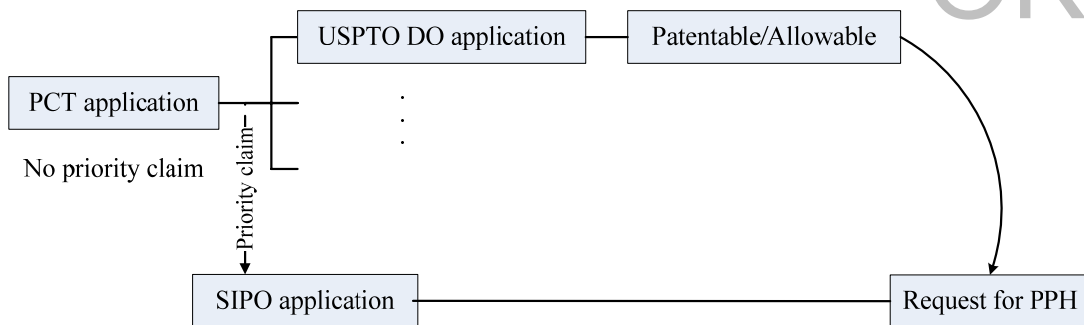 USPTO DO application
Patentable/Allowable
PCT application
No priority claim
Priority claim
SIPO application
Request for PPH